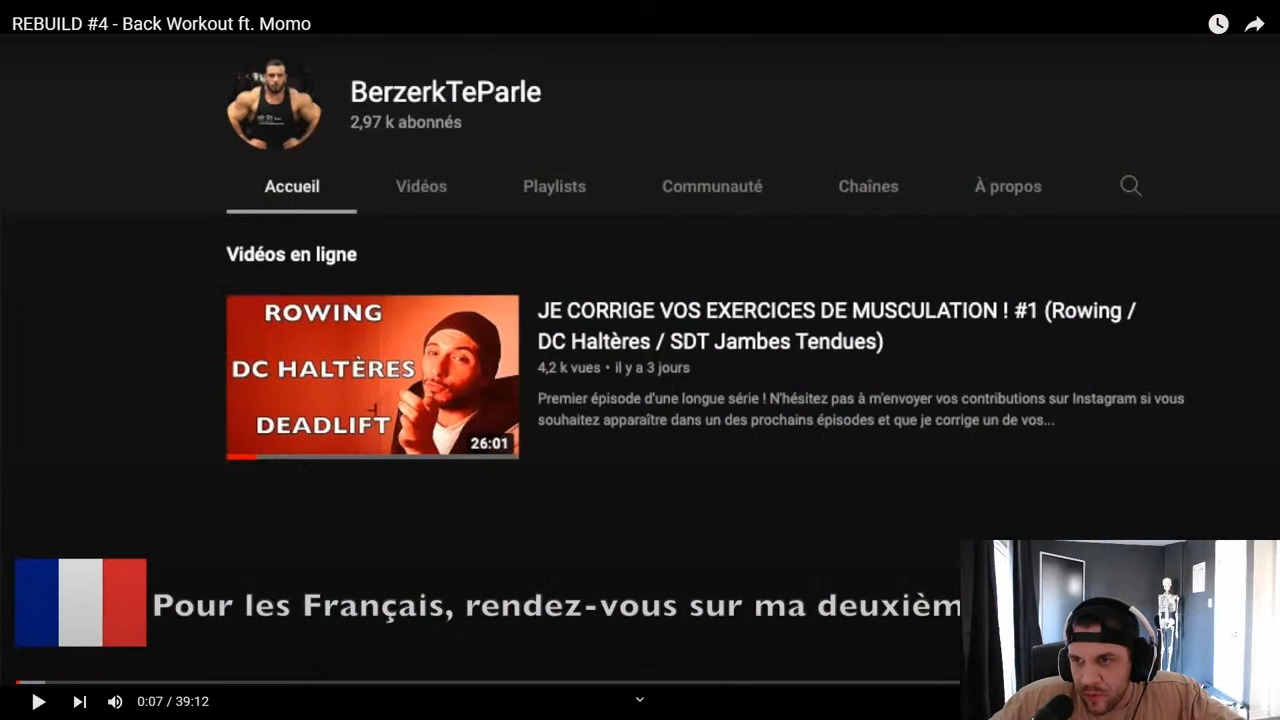 REBUILD #4 - Back Workout ft. Momo
BerzerkTeParle
2,97 k abonnés
Accueil
Vidéos
Playlists
Communauté
Chaînes
À propos
Vidéos en ligne
ROWING
DC HALTÈRES
DEADLIFT
26:01
JE CORRIGE VOS EXERCICES DE MUSCULATION ! #1 (Rowing /
DC Haltères / SDT Jambes Tendues)
4,2 k vues • il y a 3 jours
Premier épisode d'une longue série ! N'hésitez pas à m'envoyer vos contributions sur Instagram si vous
souhaitez apparaître dans un des prochains épisodes et que je corrige un de vos...
Pour les Français, rendez-vous sur ma deuxièm
0:07 / 39:12